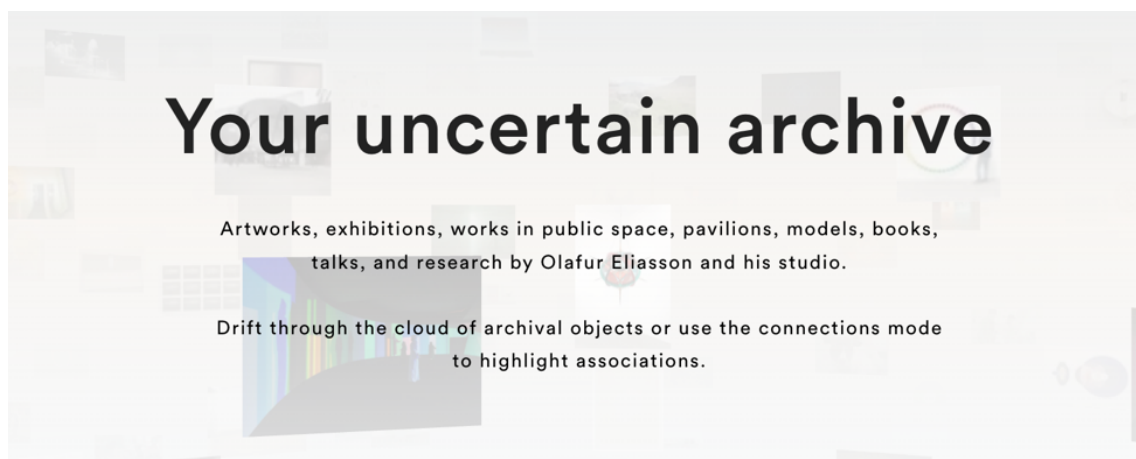 Your uncertain archive
Artworks, exhibitions, works in public space, pavilions, models, books,
talks, and research by Olafur Eliasson and his studio.
Drift through the cloud of archival objects or use the connections mode
to highlight associations.